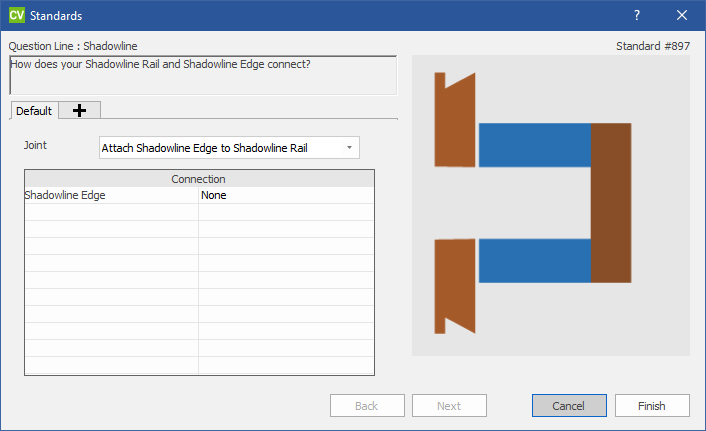 CV Standards ?
Question Line : Shadowline Standard #897
How does your Shadowline Rail and Shadowline Edge connect?
Default
Joint Attach Shadowline Edge to Shadowline Rail
Connection
Shadowline Edge None
Back Next Cancel Finish